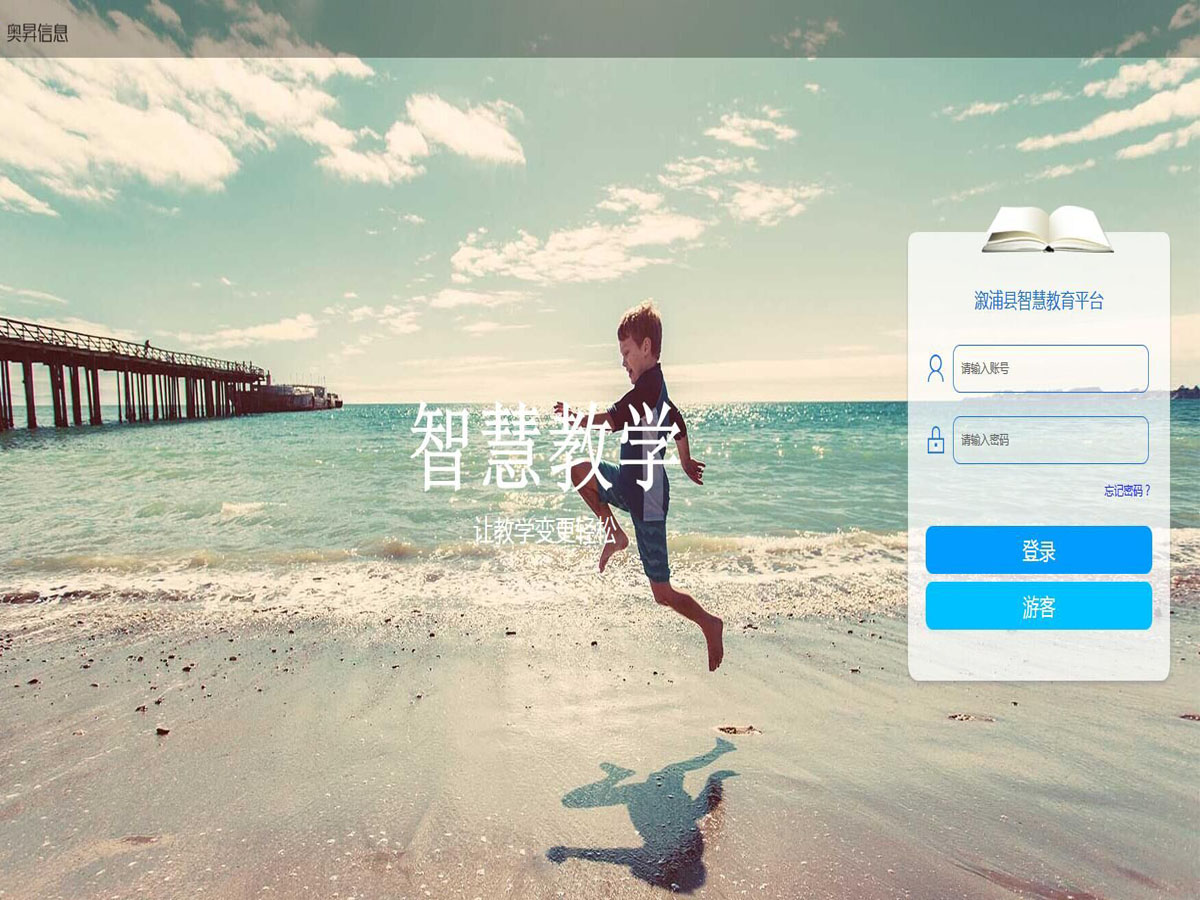 奥昇信息
智慧教学
让教学变更轻松
溆浦县智慧教育平台
请输入账号
请输入密码
忘记密码？
登录
游客